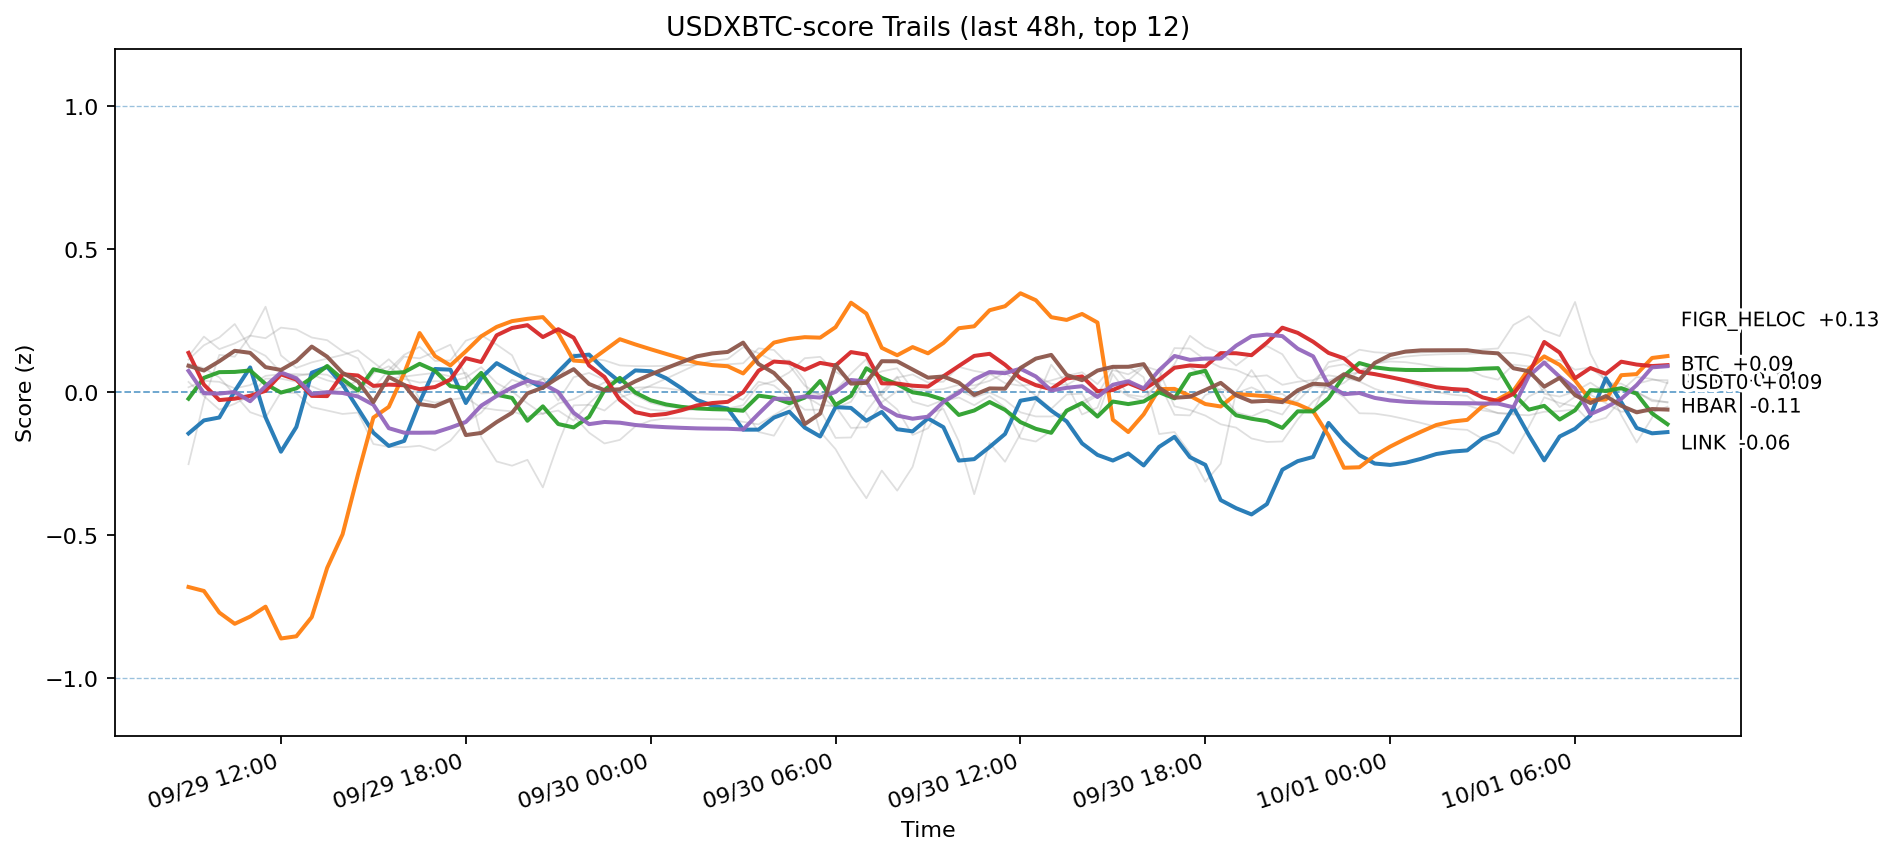 USDXBTC-score Trails (last 48h, top 12)
Score (z)
1.0
0.5
0.0
−0.5
−1.0
FIGR_HELOC +0.13
BTC +0.09
USDT0 +0.09
HBAR -0.11
LINK -0.06
09/29 12:00
09/29 18:00
09/30 00:00
09/30 06:00
09/30 12:00
09/30 18:00
10/01 00:00
10/01 06:00
Time